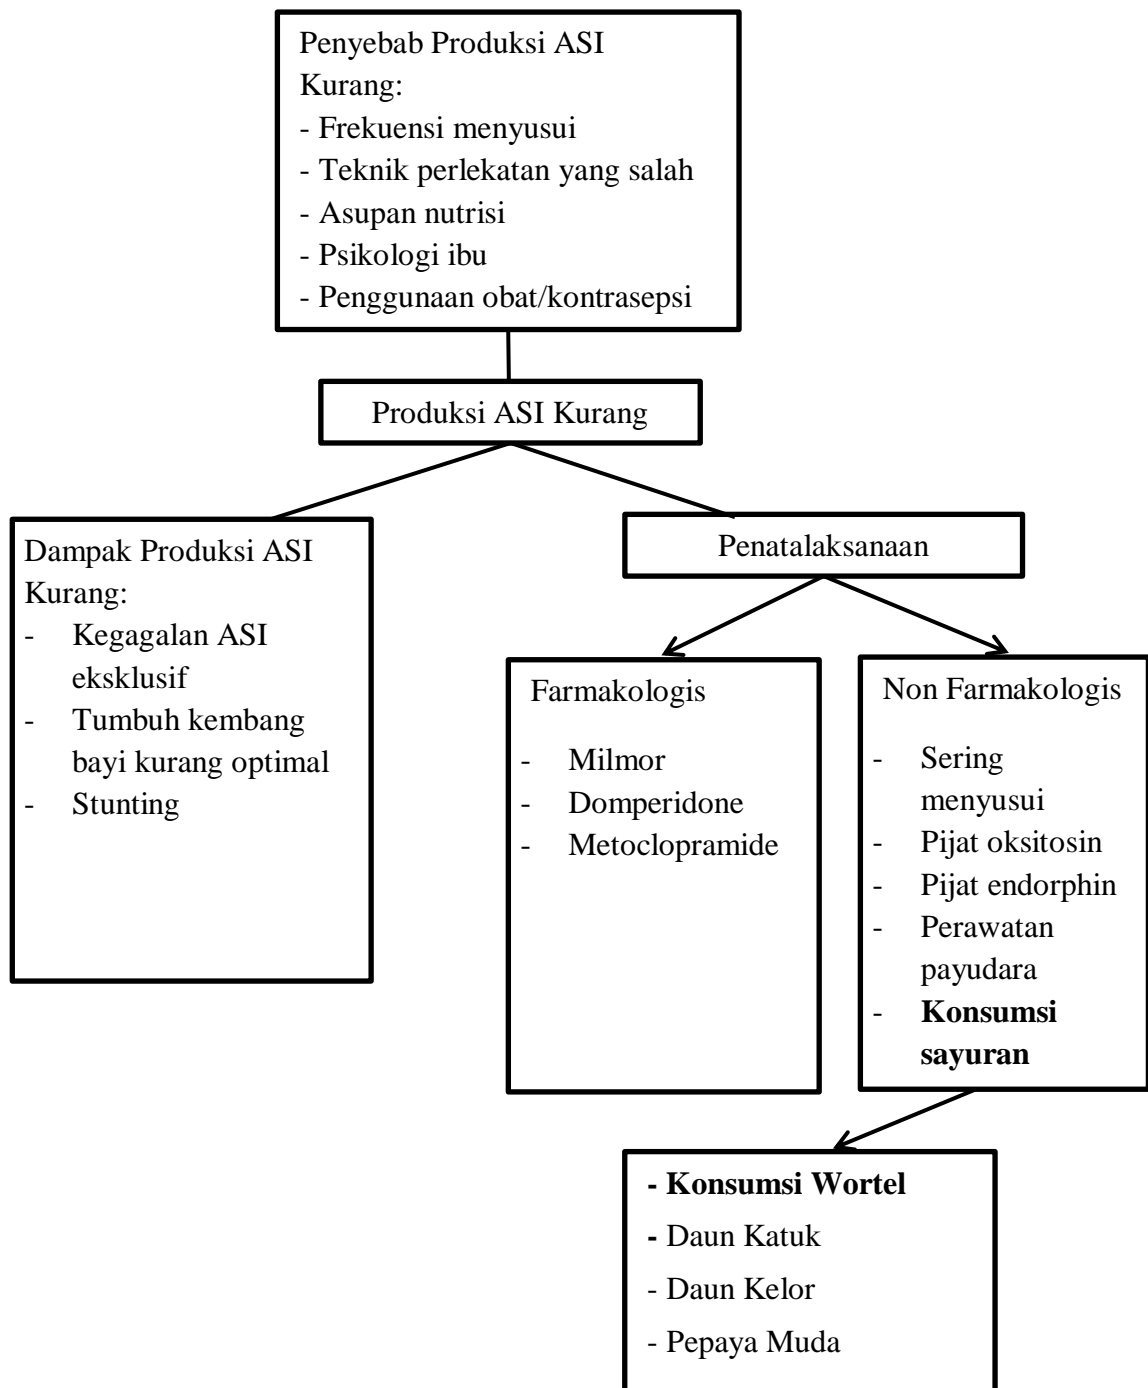 Penyebab Produksi ASI
Kurang:
- Frekuensi menyusui
- Teknik perlekatan yang salah
- Asupan nutrisi
- Psikologi ibu
- Penggunaan obat/kontrasepsi
Produksi ASI Kurang
Dampak Produksi ASI
Kurang:
- Kegagalan ASI
eksklusif
- Tumbuh kembang
bayi kurang optimal
- Stunting
Penatalaksanaan
Farmakologis
- Milmor
- Domperidone
- Metoclopramide
Non Farmakologis
- Sering
menyusui
- Pijat oksitosin
- Pijat endorphin
- Perawatan
payudara
- Konsumsi
sayuran
- Konsumsi Wortel
- Daun Katuk
- Daun Kelor
- Pepaya Muda